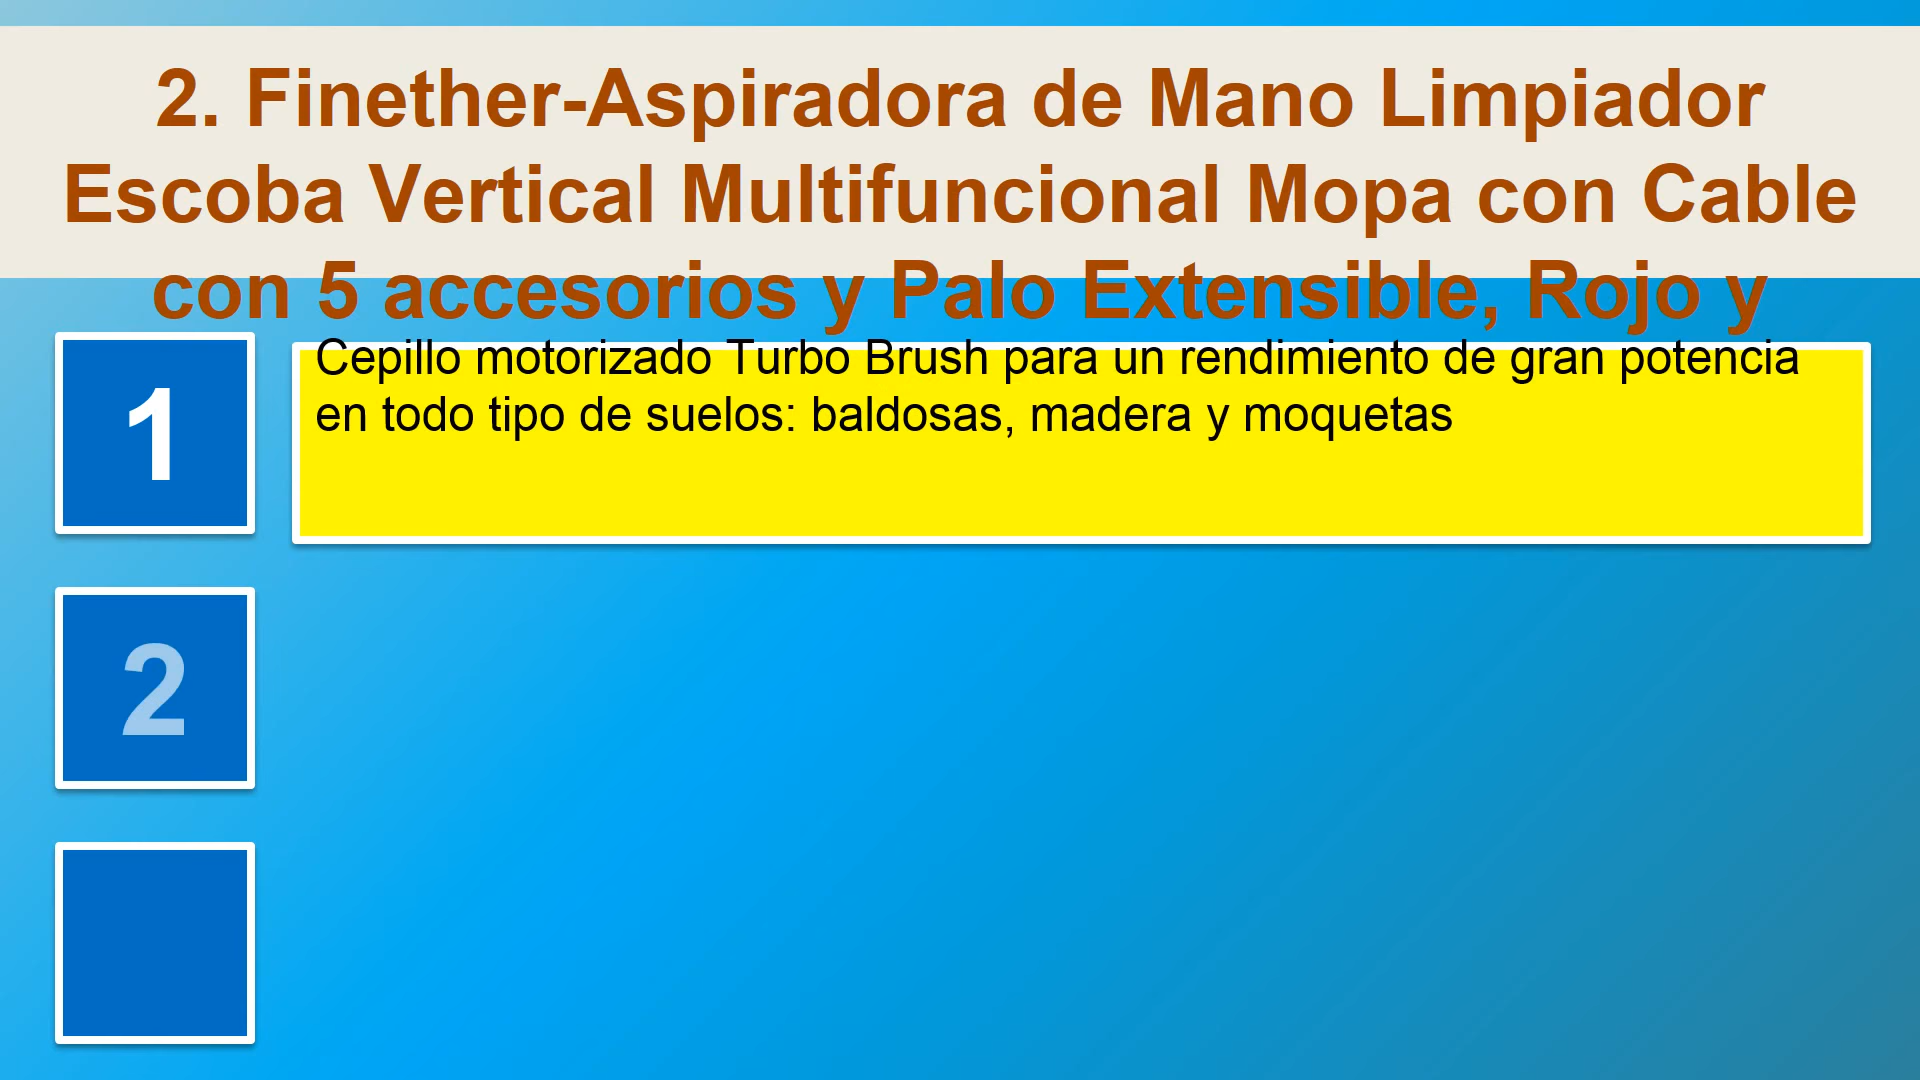 2. Finether-Aspiradora de Mano Limpiador
Escoba Vertical Multifuncional Mopa con Cable
con 5 accesorios y Palo Extensible, Rojo y
1
Cepillo motorizado Turbo Brush para un rendimiento de gran potencia
en todo tipo de suelos: baldosas, madera y moquetas
2